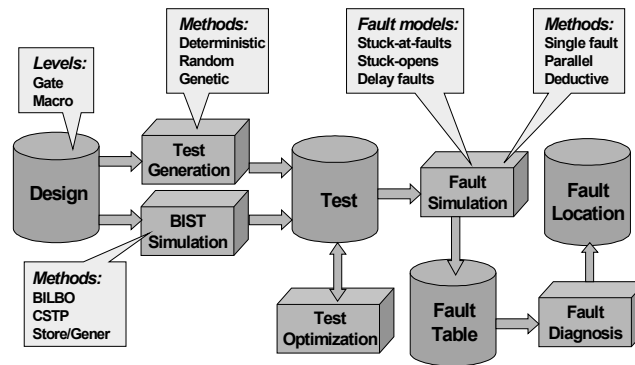 Levels:
Gate
Macro
Methods:
Deterministic
Random
Genetic
Fault models:
Stuck-at-faults
Stuck-opens
Delay faults
Methods:
Single fault
Parallel
Deductive
Design
Test
Generation
BIST
Simulation
Methods:
BILBO
CSTP
Store/Gener
Test
Test
Optimization
Fault
Simulation
Fault
Table
Fault
Location
Fault
Diagnosis